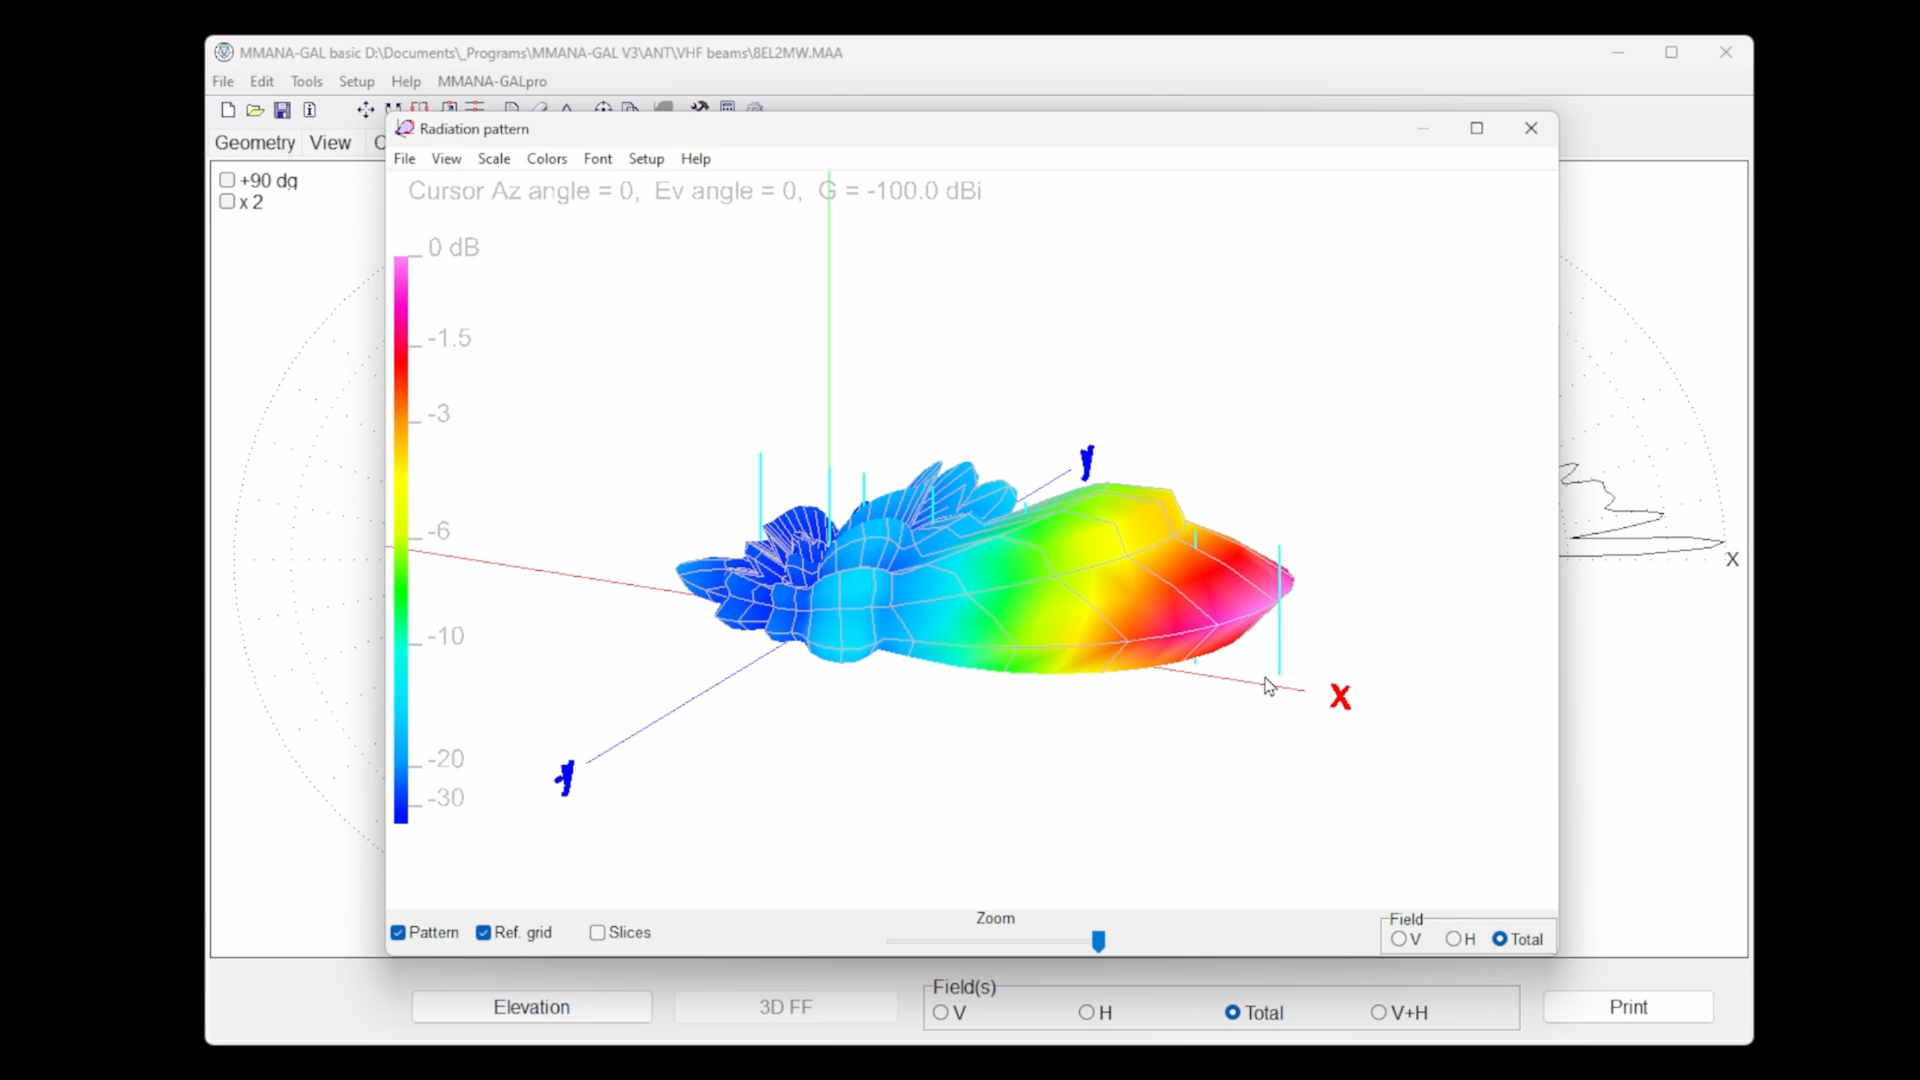 MMANA-GAL basic D:\Documents\_Programs\MMANA-GAL V3\ANT\VHF beams\8EL2MW.MAA
File Edit Tools Setup Help MMANA-GALpro
Geometry View C
Radiation pattern
File View Scale Colors Font Setup Help
+90 dg
x 2
Cursor Az angle = 0, Ev angle = 0, G = -100.0 dBi
0 dB
-1.5
-3
-6
-10
-20
-30
y
X
X
-y
Pattern Ref. grid Slices
Zoom
Field
V H Total
Elevation
3D FF
Field(s)
V H Total V+H
Print